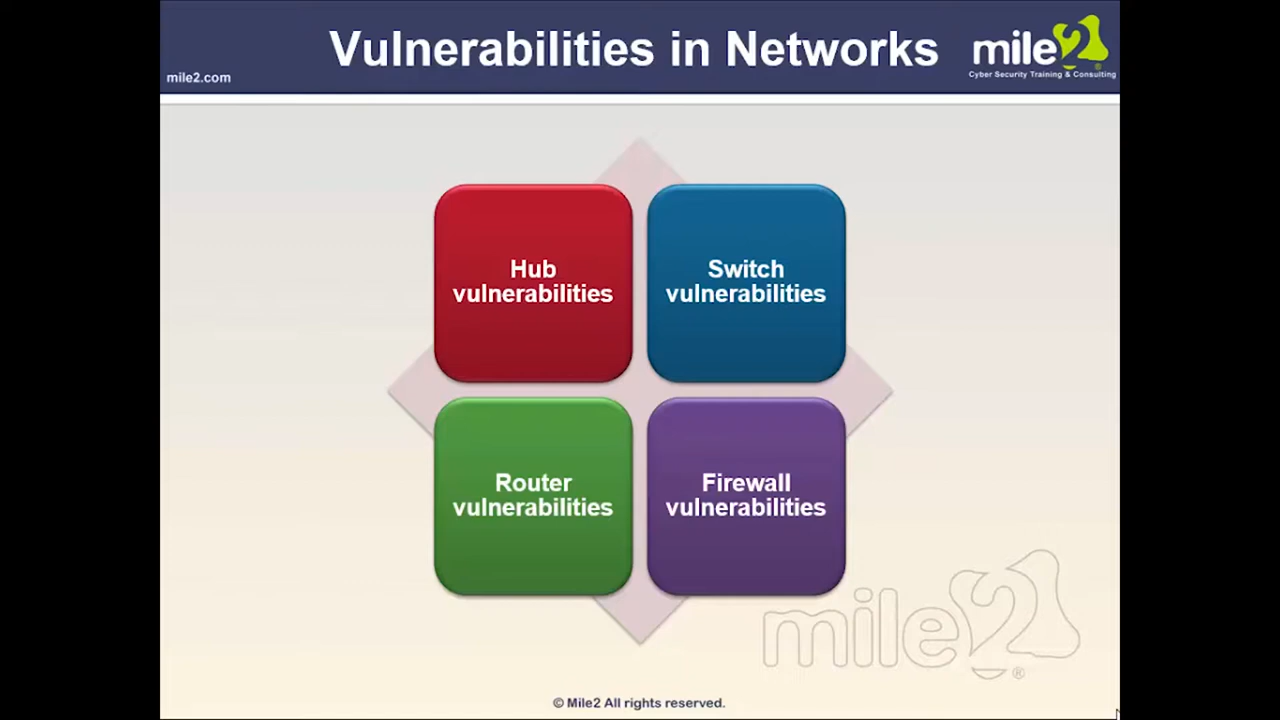 Vulnerabilities in Networks
mile2
Cyber Security Training & Consulting
mile2.com
Hub
vulnerabilities
Switch
vulnerabilities
Router
vulnerabilities
Firewall
vulnerabilities
mile2
®
© Mile2 All rights reserved.